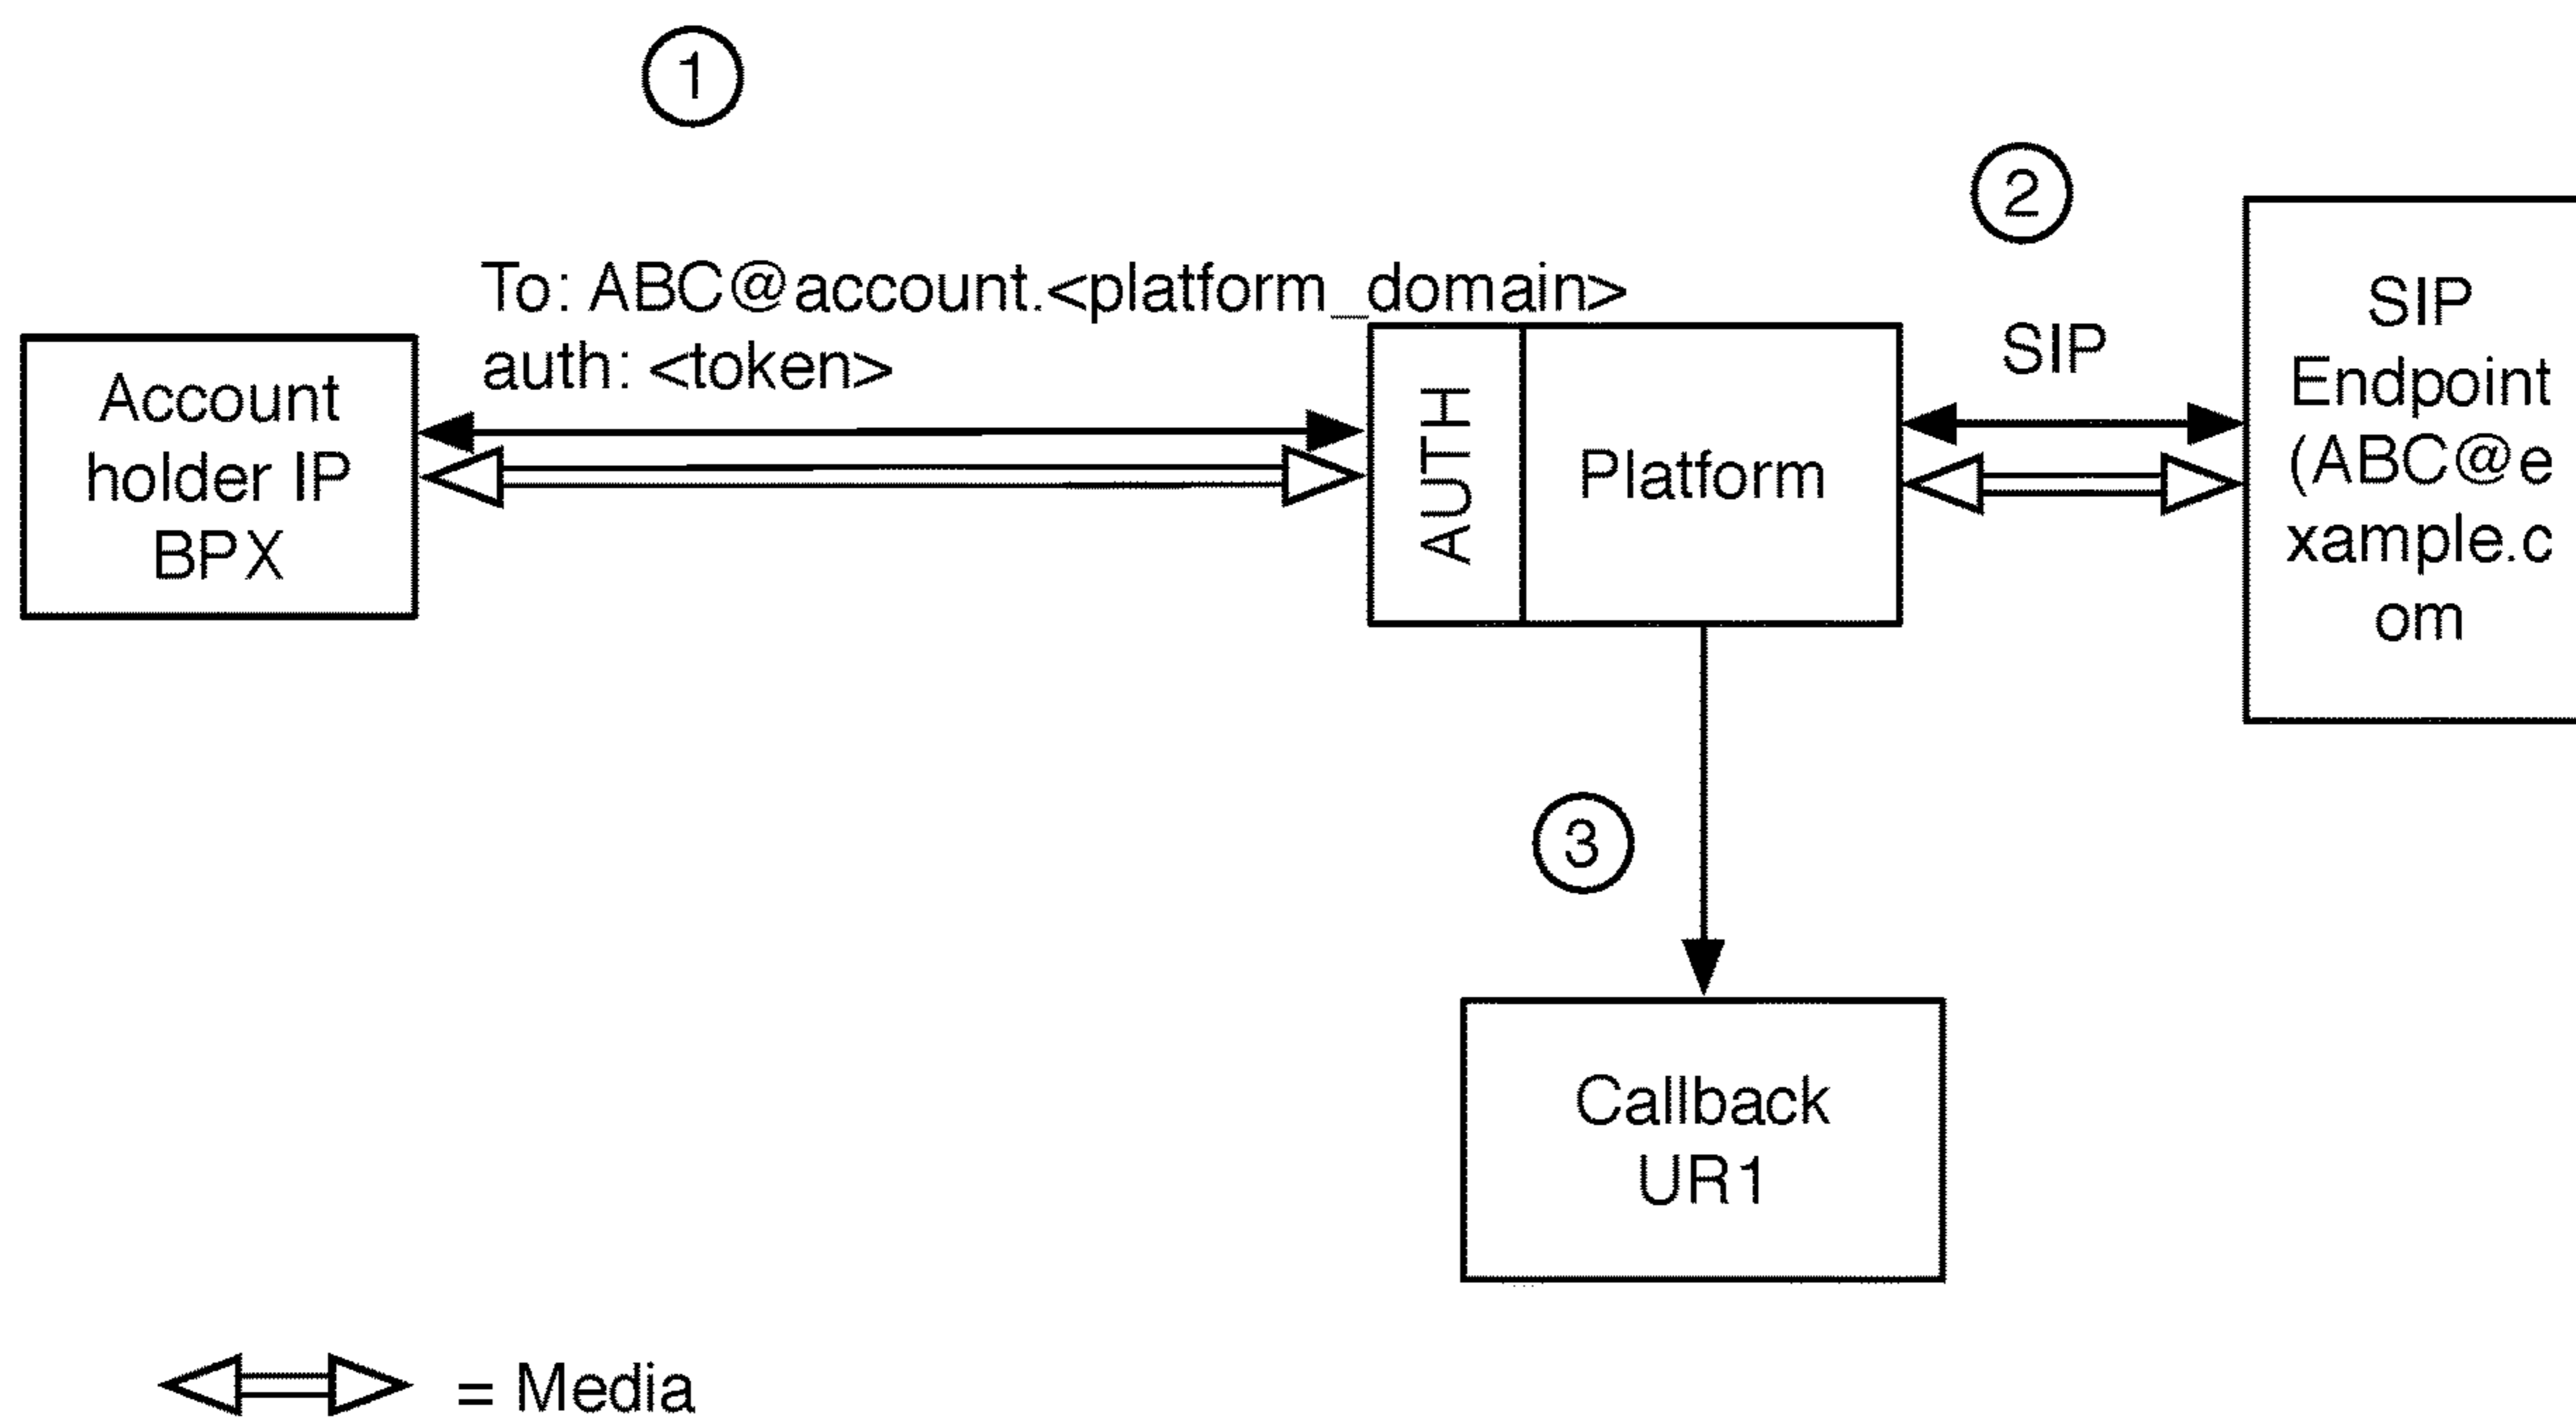 1
2
To: ABC@account.<platform_domain>
auth: <token>
Account
holder IP
BPX
AUTH
Platform
SIP
SIP
Endpoint
(ABC@e
xample.c
om
3
Callback
UR1
= Media